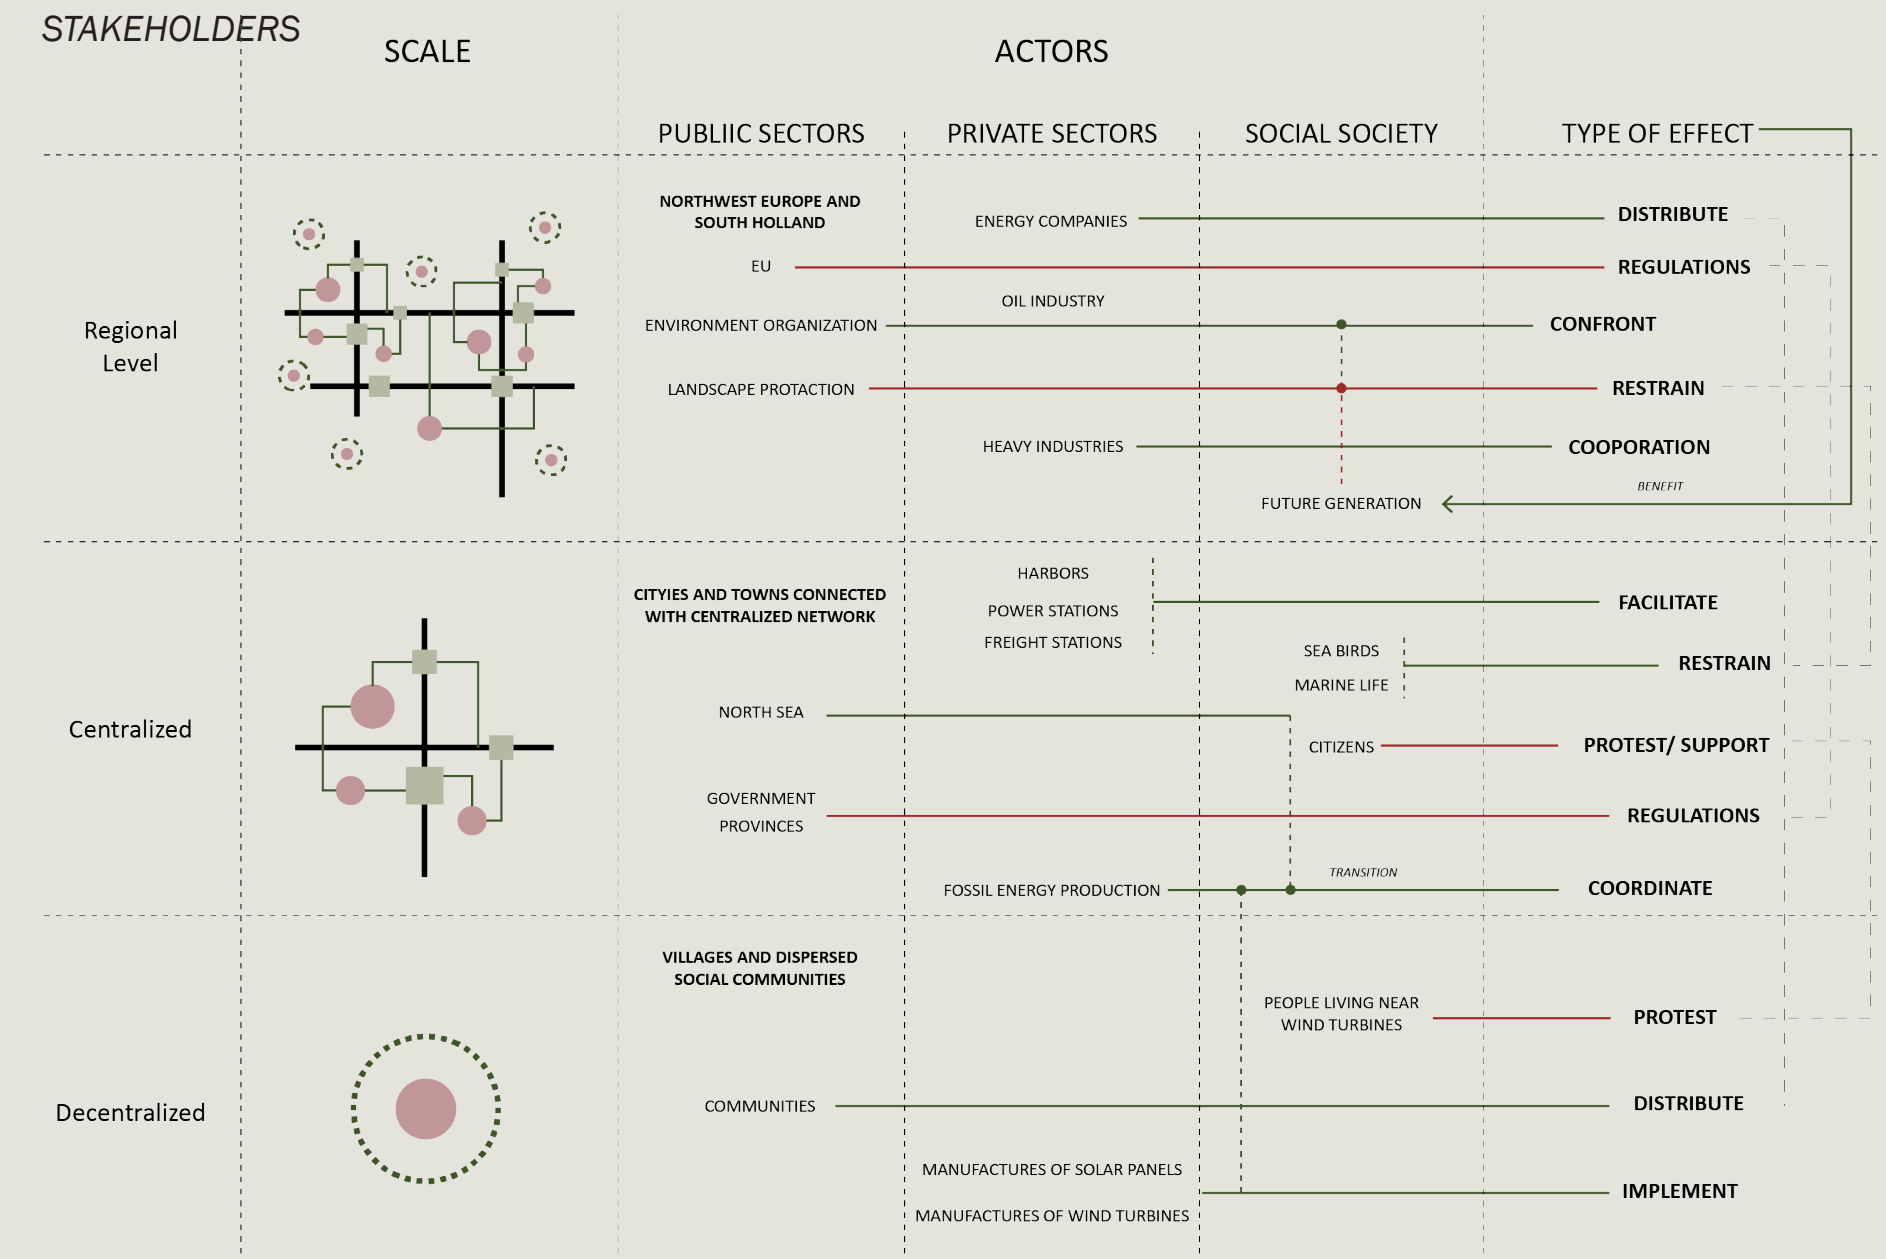 STAKEHOLDERS
SCALE
ACTORS
PUBLIIC SECTORS
PRIVATE SECTORS
SOCIAL SOCIETY
TYPE OF EFFECT
Regional
Level
NORTHWEST EUROPE AND
SOUTH HOLLAND
ENERGY COMPANIES
DISTRIBUTE
EU
REGULATIONS
OIL INDUSTRY
ENVIRONMENT ORGANIZATION
CONFRONT
LANDSCAPE PROTACTION
RESTRAIN
HEAVY INDUSTRIES
COOPORATION
BENEFIT
FUTURE GENERATION
Centralized
CITYIES AND TOWNS CONNECTED
WITH CENTRALIZED NETWORK
HARBORS
POWER STATIONS
FREIGHT STATIONS
FACILITATE
SEA BIRDS
MARINE LIFE
RESTRAIN
NORTH SEA
CITIZENS
PROTEST/ SUPPORT
GOVERNMENT
PROVINCES
REGULATIONS
FOSSIL ENERGY PRODUCTION
TRANSITION
COORDINATE
Decentralized
VILLAGES AND DISPERSED
SOCIAL COMMUNITIES
PEOPLE LIVING NEAR
WIND TURBINES
PROTEST
COMMUNITIES
DISTRIBUTE
MANUFACTURES OF SOLAR PANELS
MANUFACTURES OF WIND TURBINES
IMPLEMENT